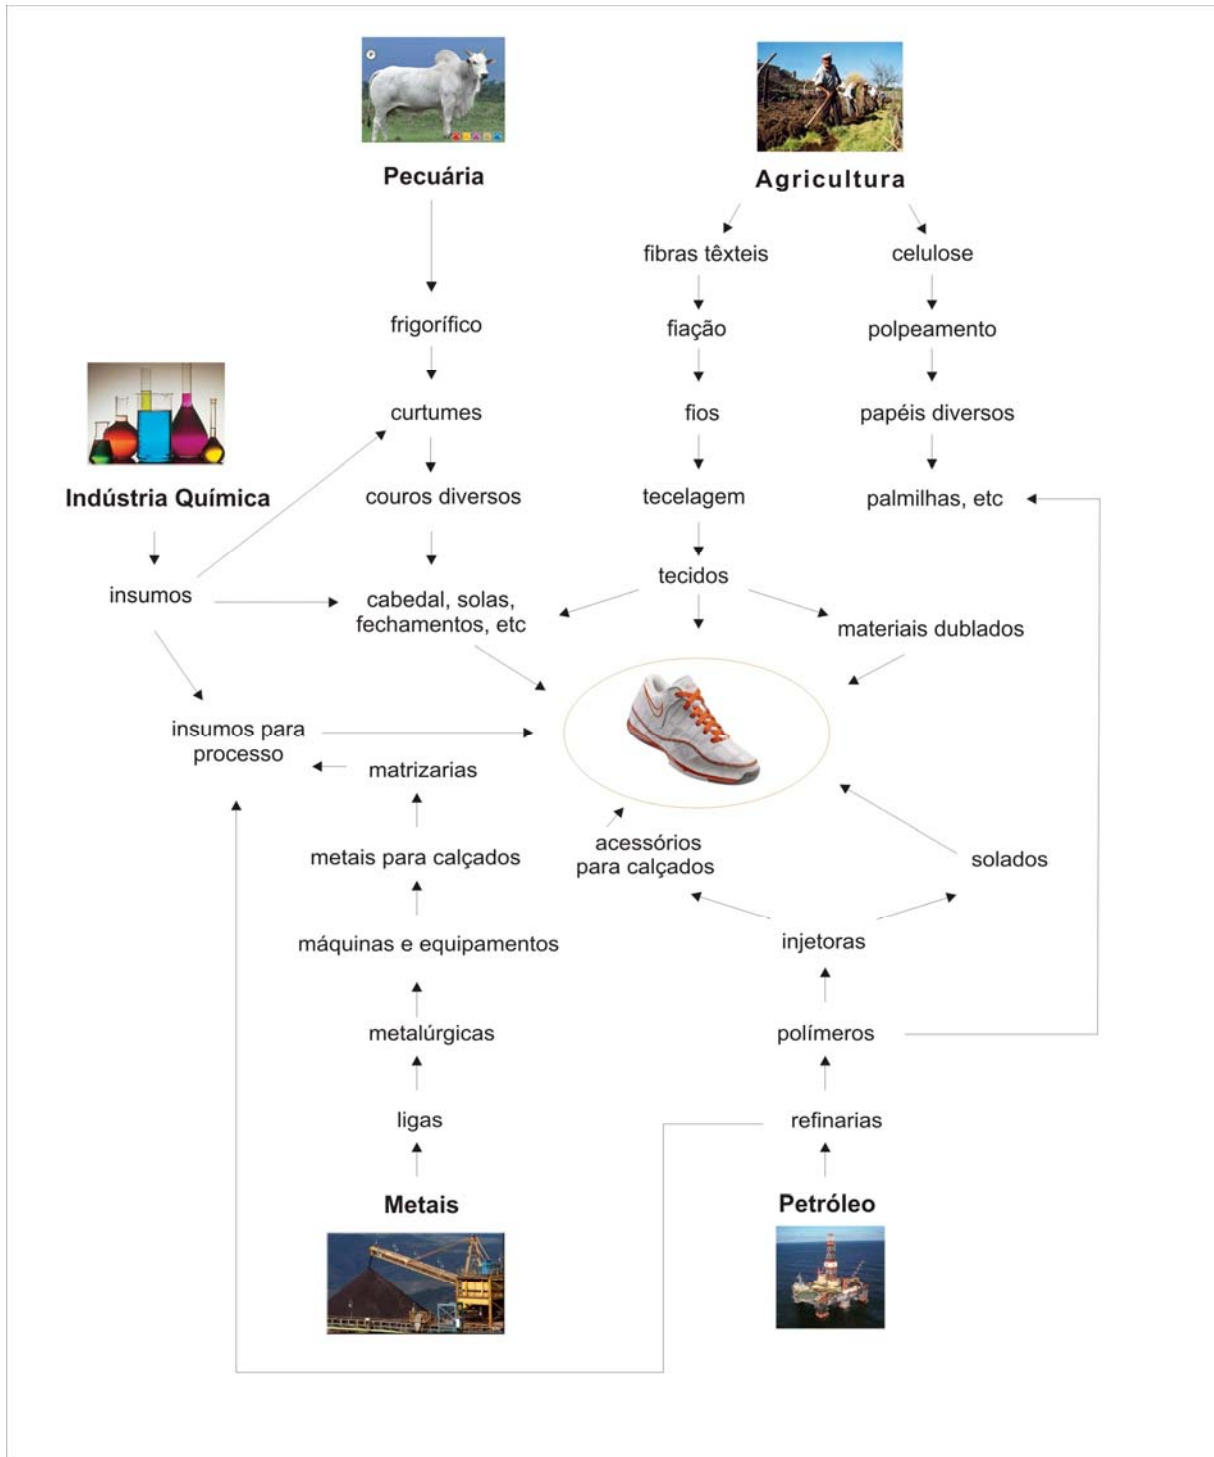 Pecuária
Agricultura
fibras têxteis
celulose
frigorífico
fiação
polpeamento
curtumes
fios
papéis diversos
Indústria Química
couros diversos
tecelagem
palmilhas, etc
insumos
cabedal, solas,
fechamentos, etc
tecidos
materiais dublados
insumos para
processo
matrizarias
metais para calçados
acessórios
para calçados
solados
máquinas e equipamentos
injetoras
metalúrgicas
polímeros
ligas
refinarias
Metais
Petróleo